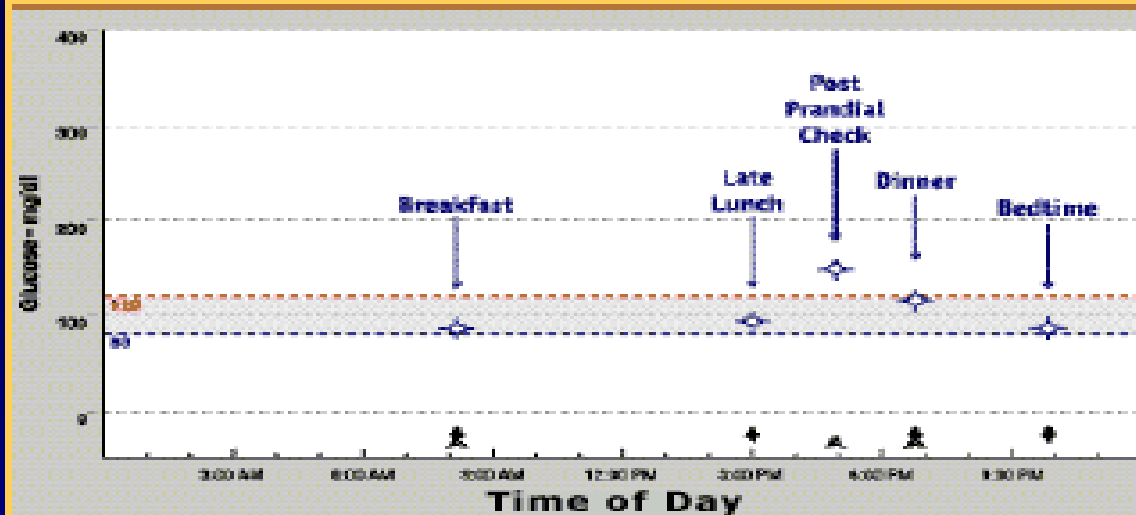 400
Post
Prandial
Check
300
Late
Lunch
Dinner
Breakfast
Bedtime
200
Glucose - mg/dl
100
80
0
3:00 AM
6:00 AM
9:00 AM
12:00 PM
3:00 PM
6:00 PM
9:00 PM
Time of Day